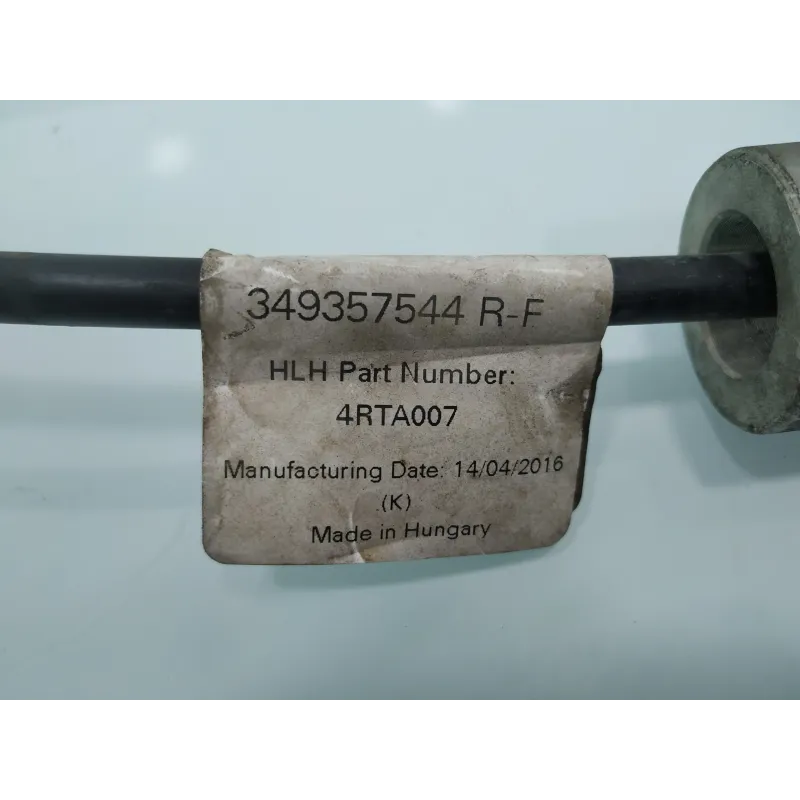 349357544 R-F
HLH Part Number:
4RTA007
Manufacturing Date: 14/04/2016
(K)
Made in Hungary